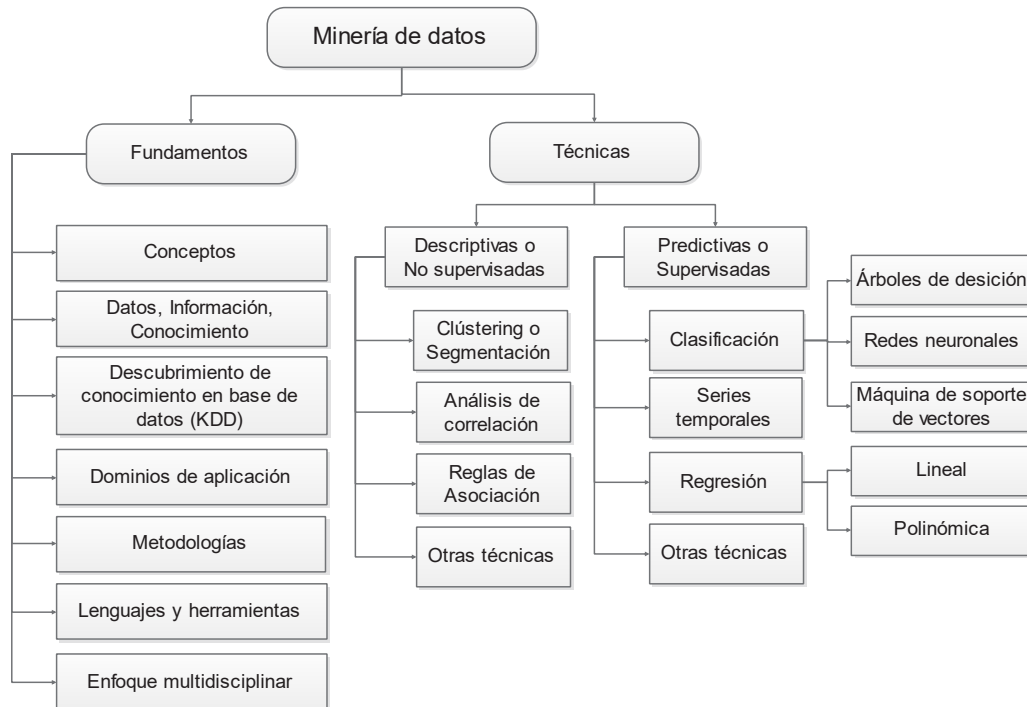 Minería de datos
Fundamentos
Técnicas
Conceptos
Datos, Información,
Conocimiento
Descubrimiento de
conocimiento en base de
datos (KDD)
Dominios de aplicación
Metodologías
Lenguajes y herramientas
Enfoque multidisciplinar
Descriptivas o
No supervisadas
Clústering o
Segmentación
Análisis de
correlación
Reglas de
Asociación
Otras técnicas
Predictivas o
Supervisadas
Clasificación
Series
temporales
Regresión
Otras técnicas
Árboles de desición
Redes neuronales
Máquina de soporte
de vectores
Lineal
Polinómica